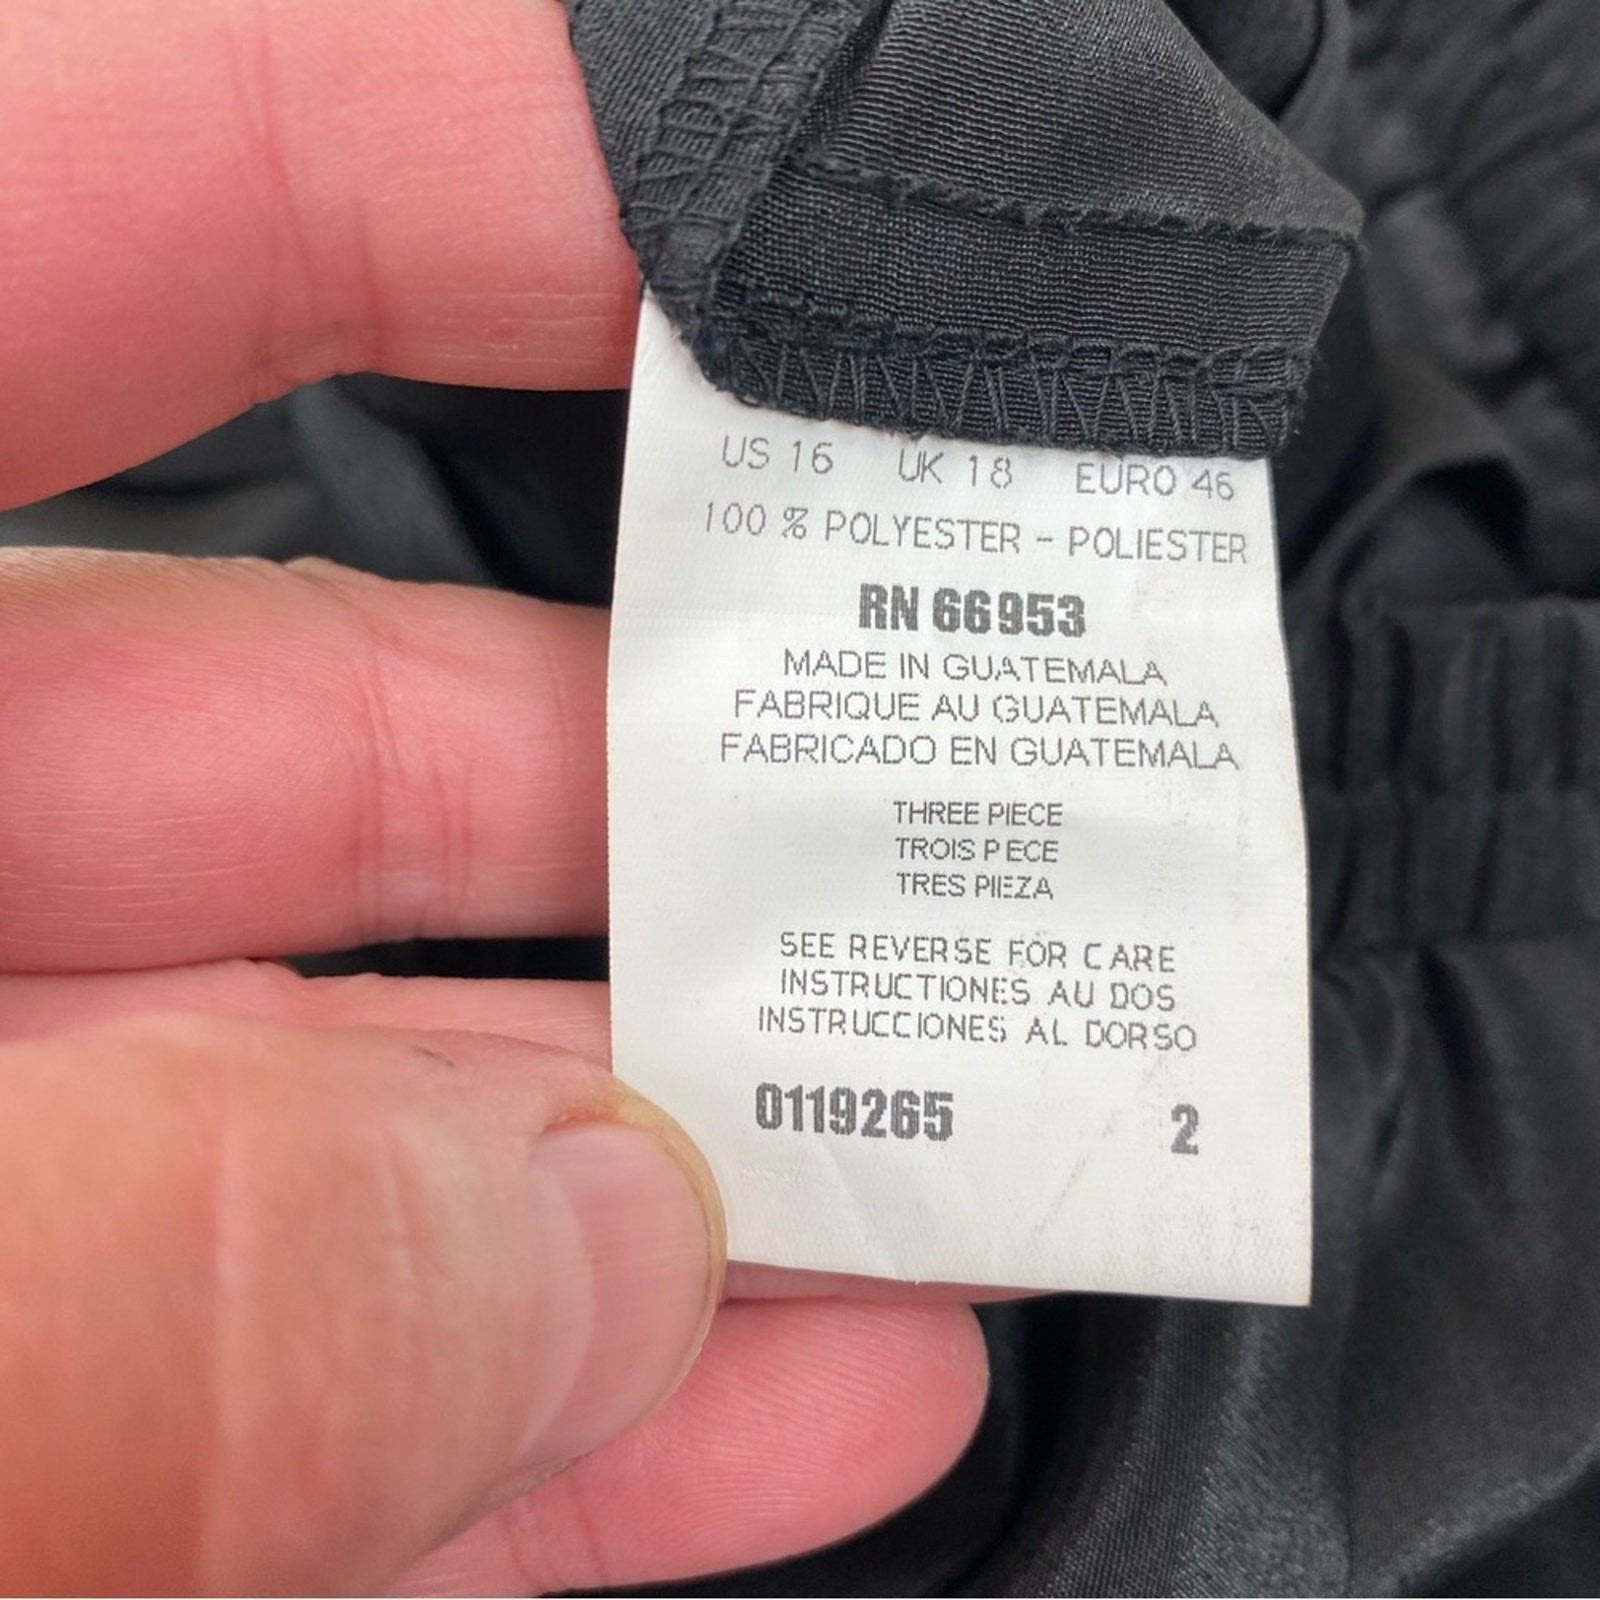 US 16 UK 18 EURO 46
100 % POLYESTER - POLIESTER
RN 66953
MADE IN GUATEMALA
FABRIQUE AU GUATEMALA
FABRICADO EN GUATEMALA
THREE PIECE
TROIS PIECE
TRES PIEZA
SEE REVERSE FOR CARE
INSTRUCTIONES AU DOS
INSTRUCCIONES AL DORSO
0119265 2